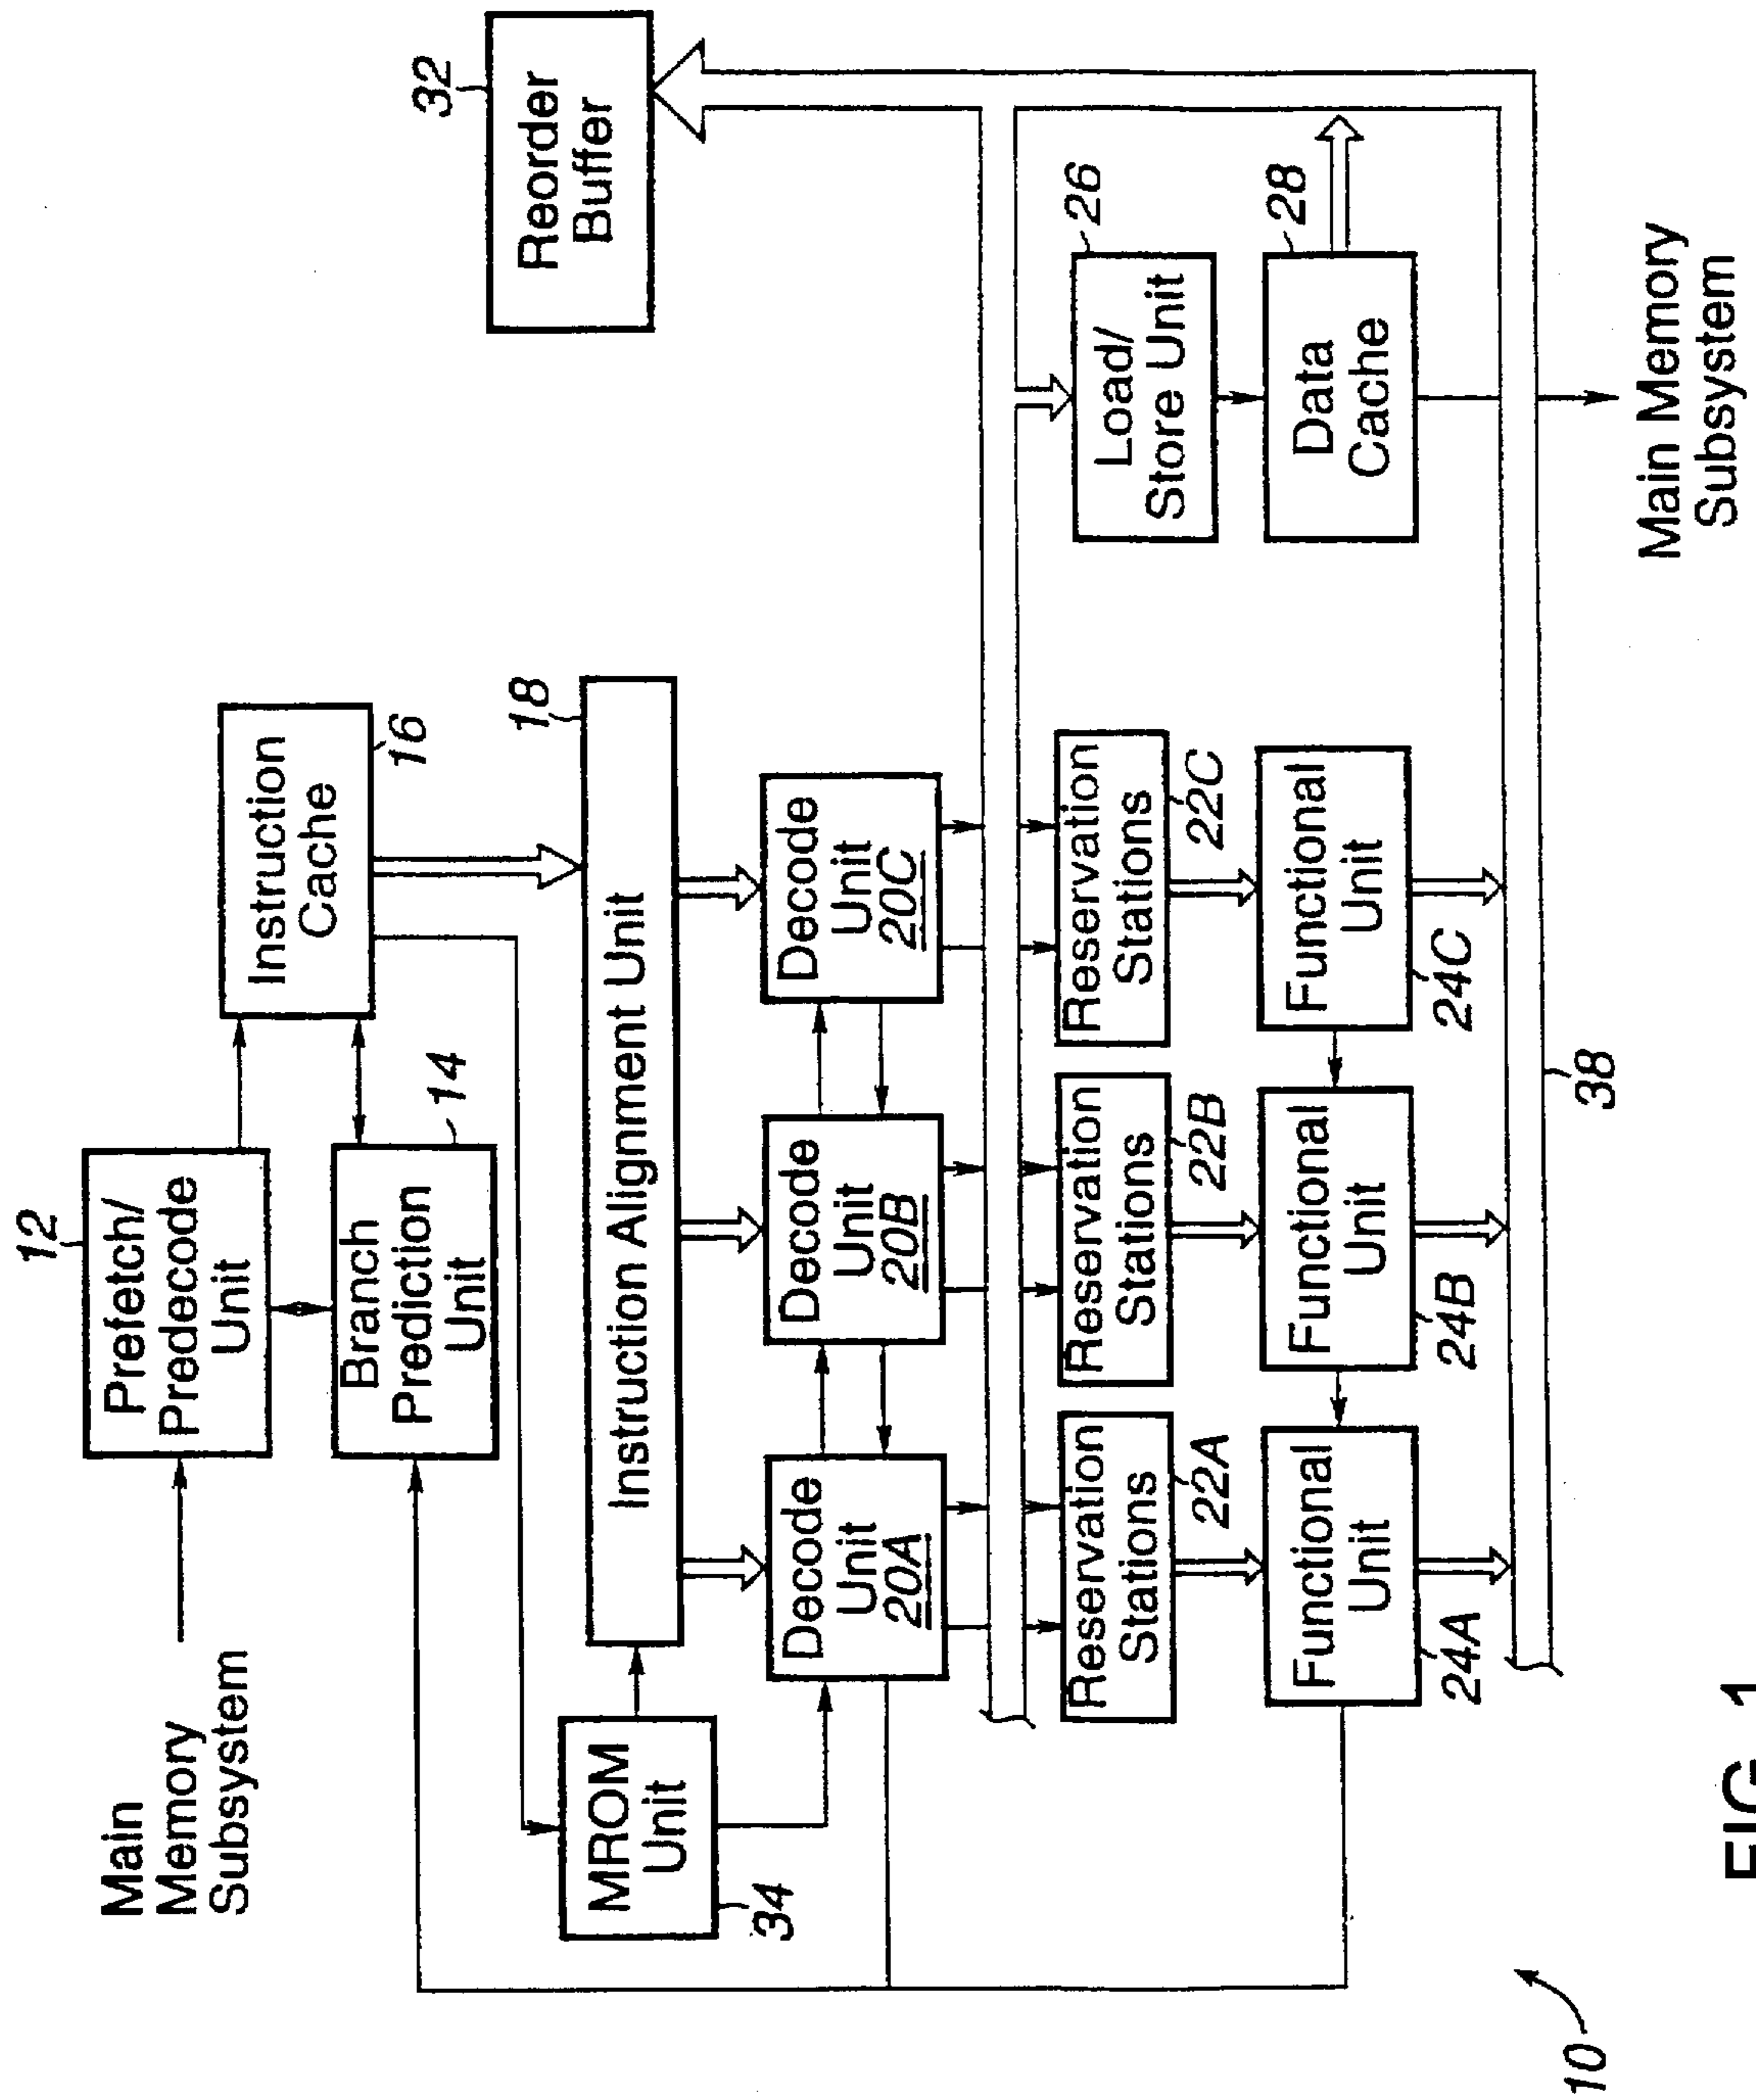 Main
Memory
Subsystem
12
Prefetch/
Predecode
Unit
Branch
Prediction
Unit
14
Instruction
Cache
16
32
Reorder
Buffer
MROM
Unit
34
18
Instruction Alignment Unit
Decode
Unit
20A
Decode
Unit
20B
Decode
Unit
20C
Reservation
Stations
22A
Reservation
Stations
22B
Reservation
Stations
22C
Load/
Store Unit
26
Functional
Unit
24A
Functional
Unit
24B
Functional
Unit
24C
Data
Cache
28
38
Main Memory
Subsystem
10
FIG. 1